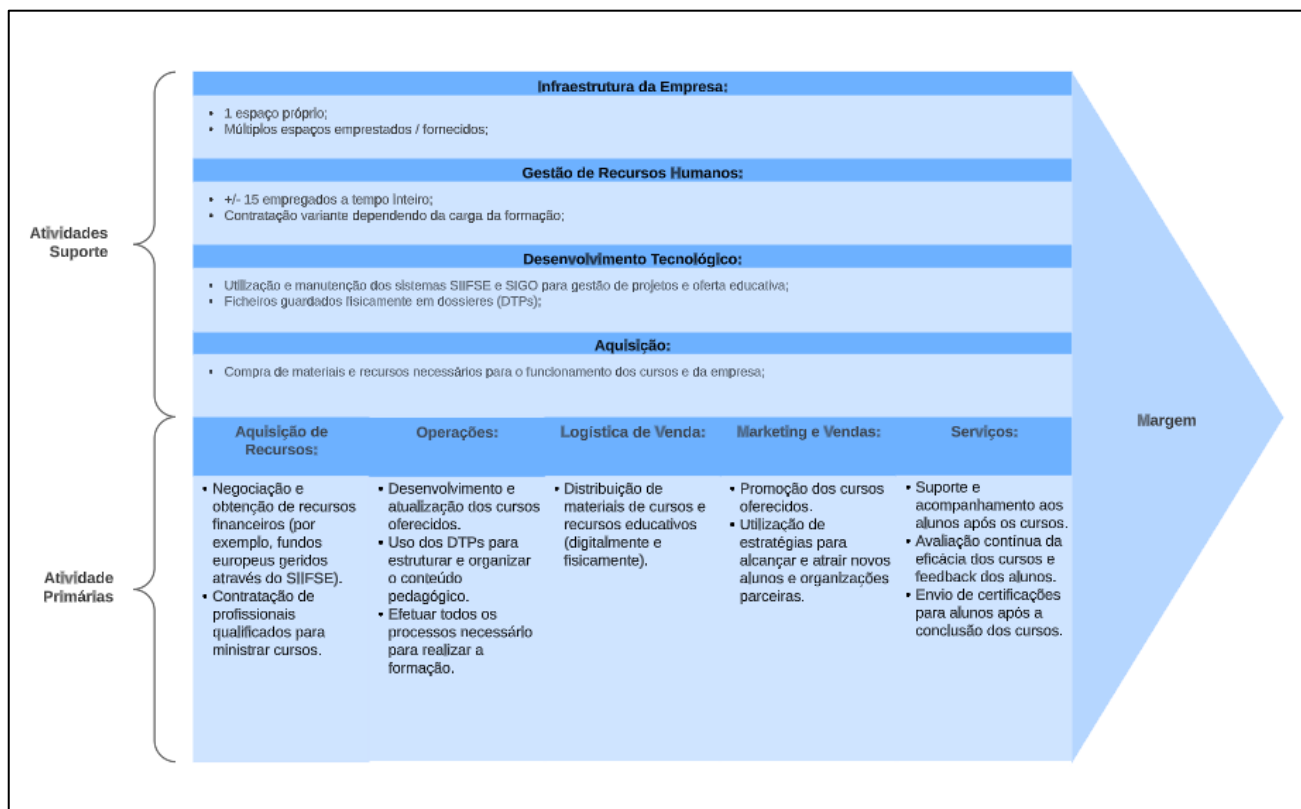 Infraestrutura da Empresa:
• 1 espaço próprio;
• Múltiplos espaços emprestados / fornecidos;
Gestão de Recursos Humanos:
• +/- 15 empregados a tempo inteiro;
• Contratação variante dependendo da carga da formação;
Atividades
Suporte
Desenvolvimento Tecnológico:
• Utilização e manutenção dos sistemas SIIFSE e SIGO para gestão de projetos e oferta educativa;
• Ficheiros guardados fisicamente em dossieres (DTPs);
Aquisição:
• Compra de materiais e recursos necessários para o funcionamento dos cursos e da empresa;
Aquisição de
Recursos:
• Negociação e
obtenção de recursos
financeiros (por
exemplo, fundos
europeus geridos
através do SIIFSE).
• Contratação de
profissionais
qualificados para
ministrar cursos.
Operações:
• Desenvolvimento e
atualização dos cursos
oferecidos.
• Uso dos DTPs para
estruturar e organizar
o conteúdo
pedagógico.
• Efetuar todos os
processos necessário
para realizar a
formação.
Logística de Venda:
• Distribuição de
materiais de cursos e
recursos educativos
(digitalmente e
fisicamente).
Marketing e Vendas:
• Promoção dos cursos
oferecidos.
• Utilização de
estratégias para
alcançar e atrair novos
alunos e organizações
parceiras.
Serviços:
• Suporte e
acompanhamento aos
alunos após os cursos.
• Avaliação contínua da
eficácia dos cursos e
feedback dos alunos.
• Envio de certificações
para alunos após a
conclusão dos cursos.
Atividade
Primárias
Margem